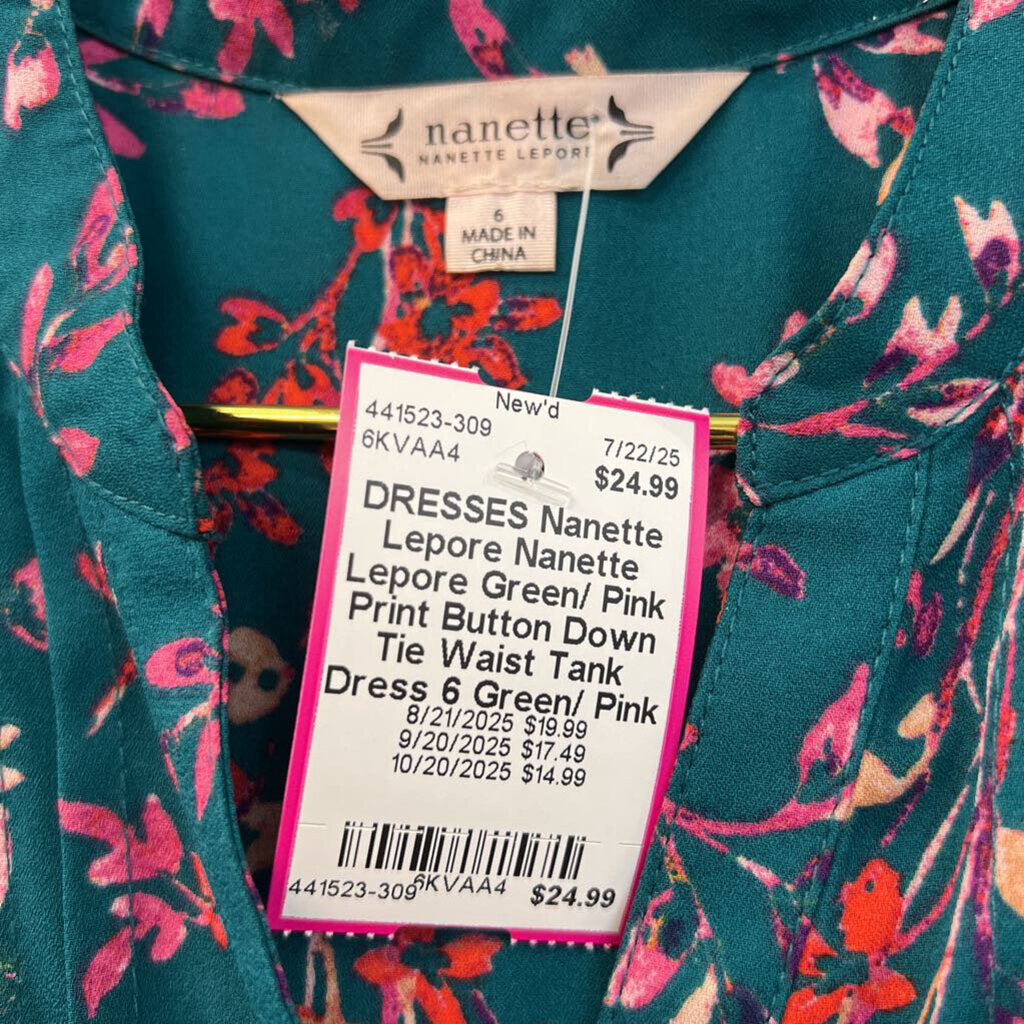 nanette
NANETTE LEPORE
6
MADE IN
CHINA
New'd
441523-309
6KVAA4
7/22/25
$24.99
DRESSES Nanette
Lepore Nanette
Lepore Green/ Pink
Print Button Down
Tie Waist Tank
Dress 6 Green/ Pink
8/21/2025 $19.99
9/20/2025 $17.49
10/20/2025 $14.99
441523-309 6KVAA4 $24.99